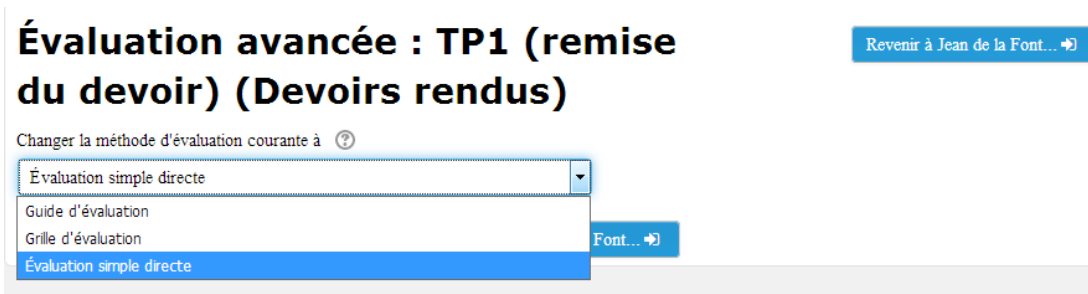 Évaluation avancée : TP1 (remise
du devoir) (Devoirs rendus)
Revenir à Jean de la Font...
Changer la méthode d'évaluation courante à
Évaluation simple directe
Guide d'évaluation
Grille d'évaluation
Font...
Évaluation simple directe